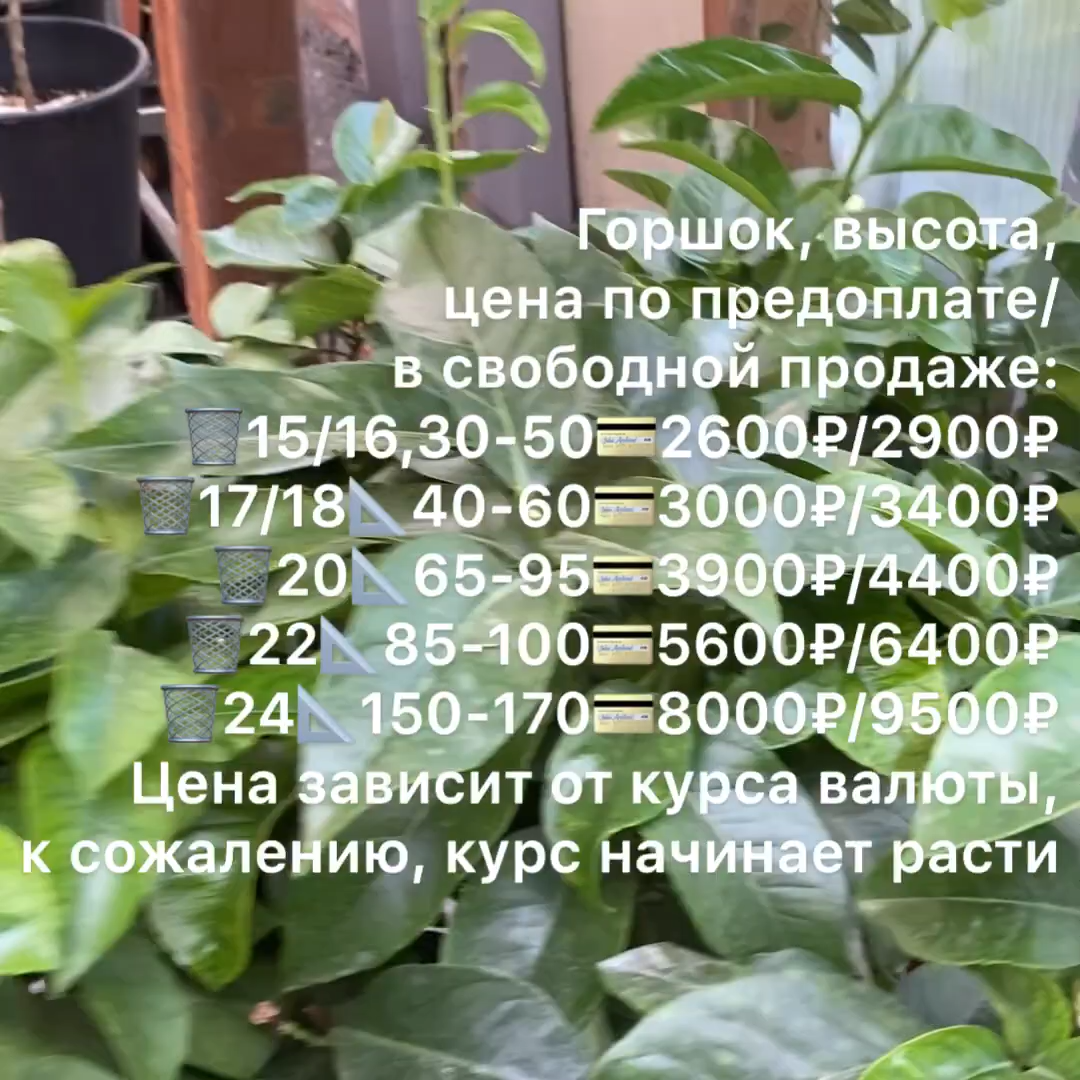 Горшок, высота,
цена по предоплате/
в свободной продаже:
🗑15/16,30-50💳2600₽/2900₽
🗑17/18📐40-60💳3000₽/3400₽
🗑20📐65-95💳3900₽/4400₽
🗑22📐85-100💳5600₽/6400₽
🗑24📐150-170💳8000₽/9500₽
Цена зависит от курса валюты,
к сожалению, курс начинает расти